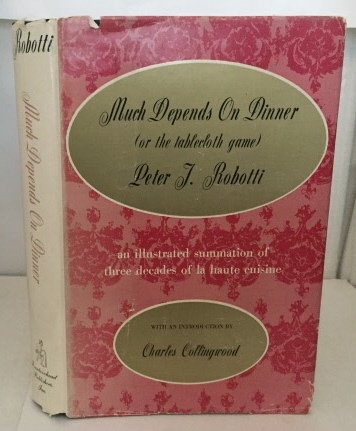 Robotti
Much Depends On Dinner
Much Depends On Dinner
(or the tablecloth game)
Peter J. Robotti
an illustrated summation of
three decades of la haute cuisine
WITH AN INTRODUCTION BY
Charles Collingwood